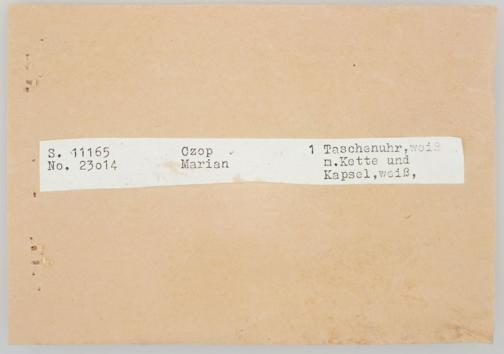 S. 11165 Czop 1 Taschenuhr,weiß
No. 23o14 Marian m.Kette und
Kapsel,weiß,